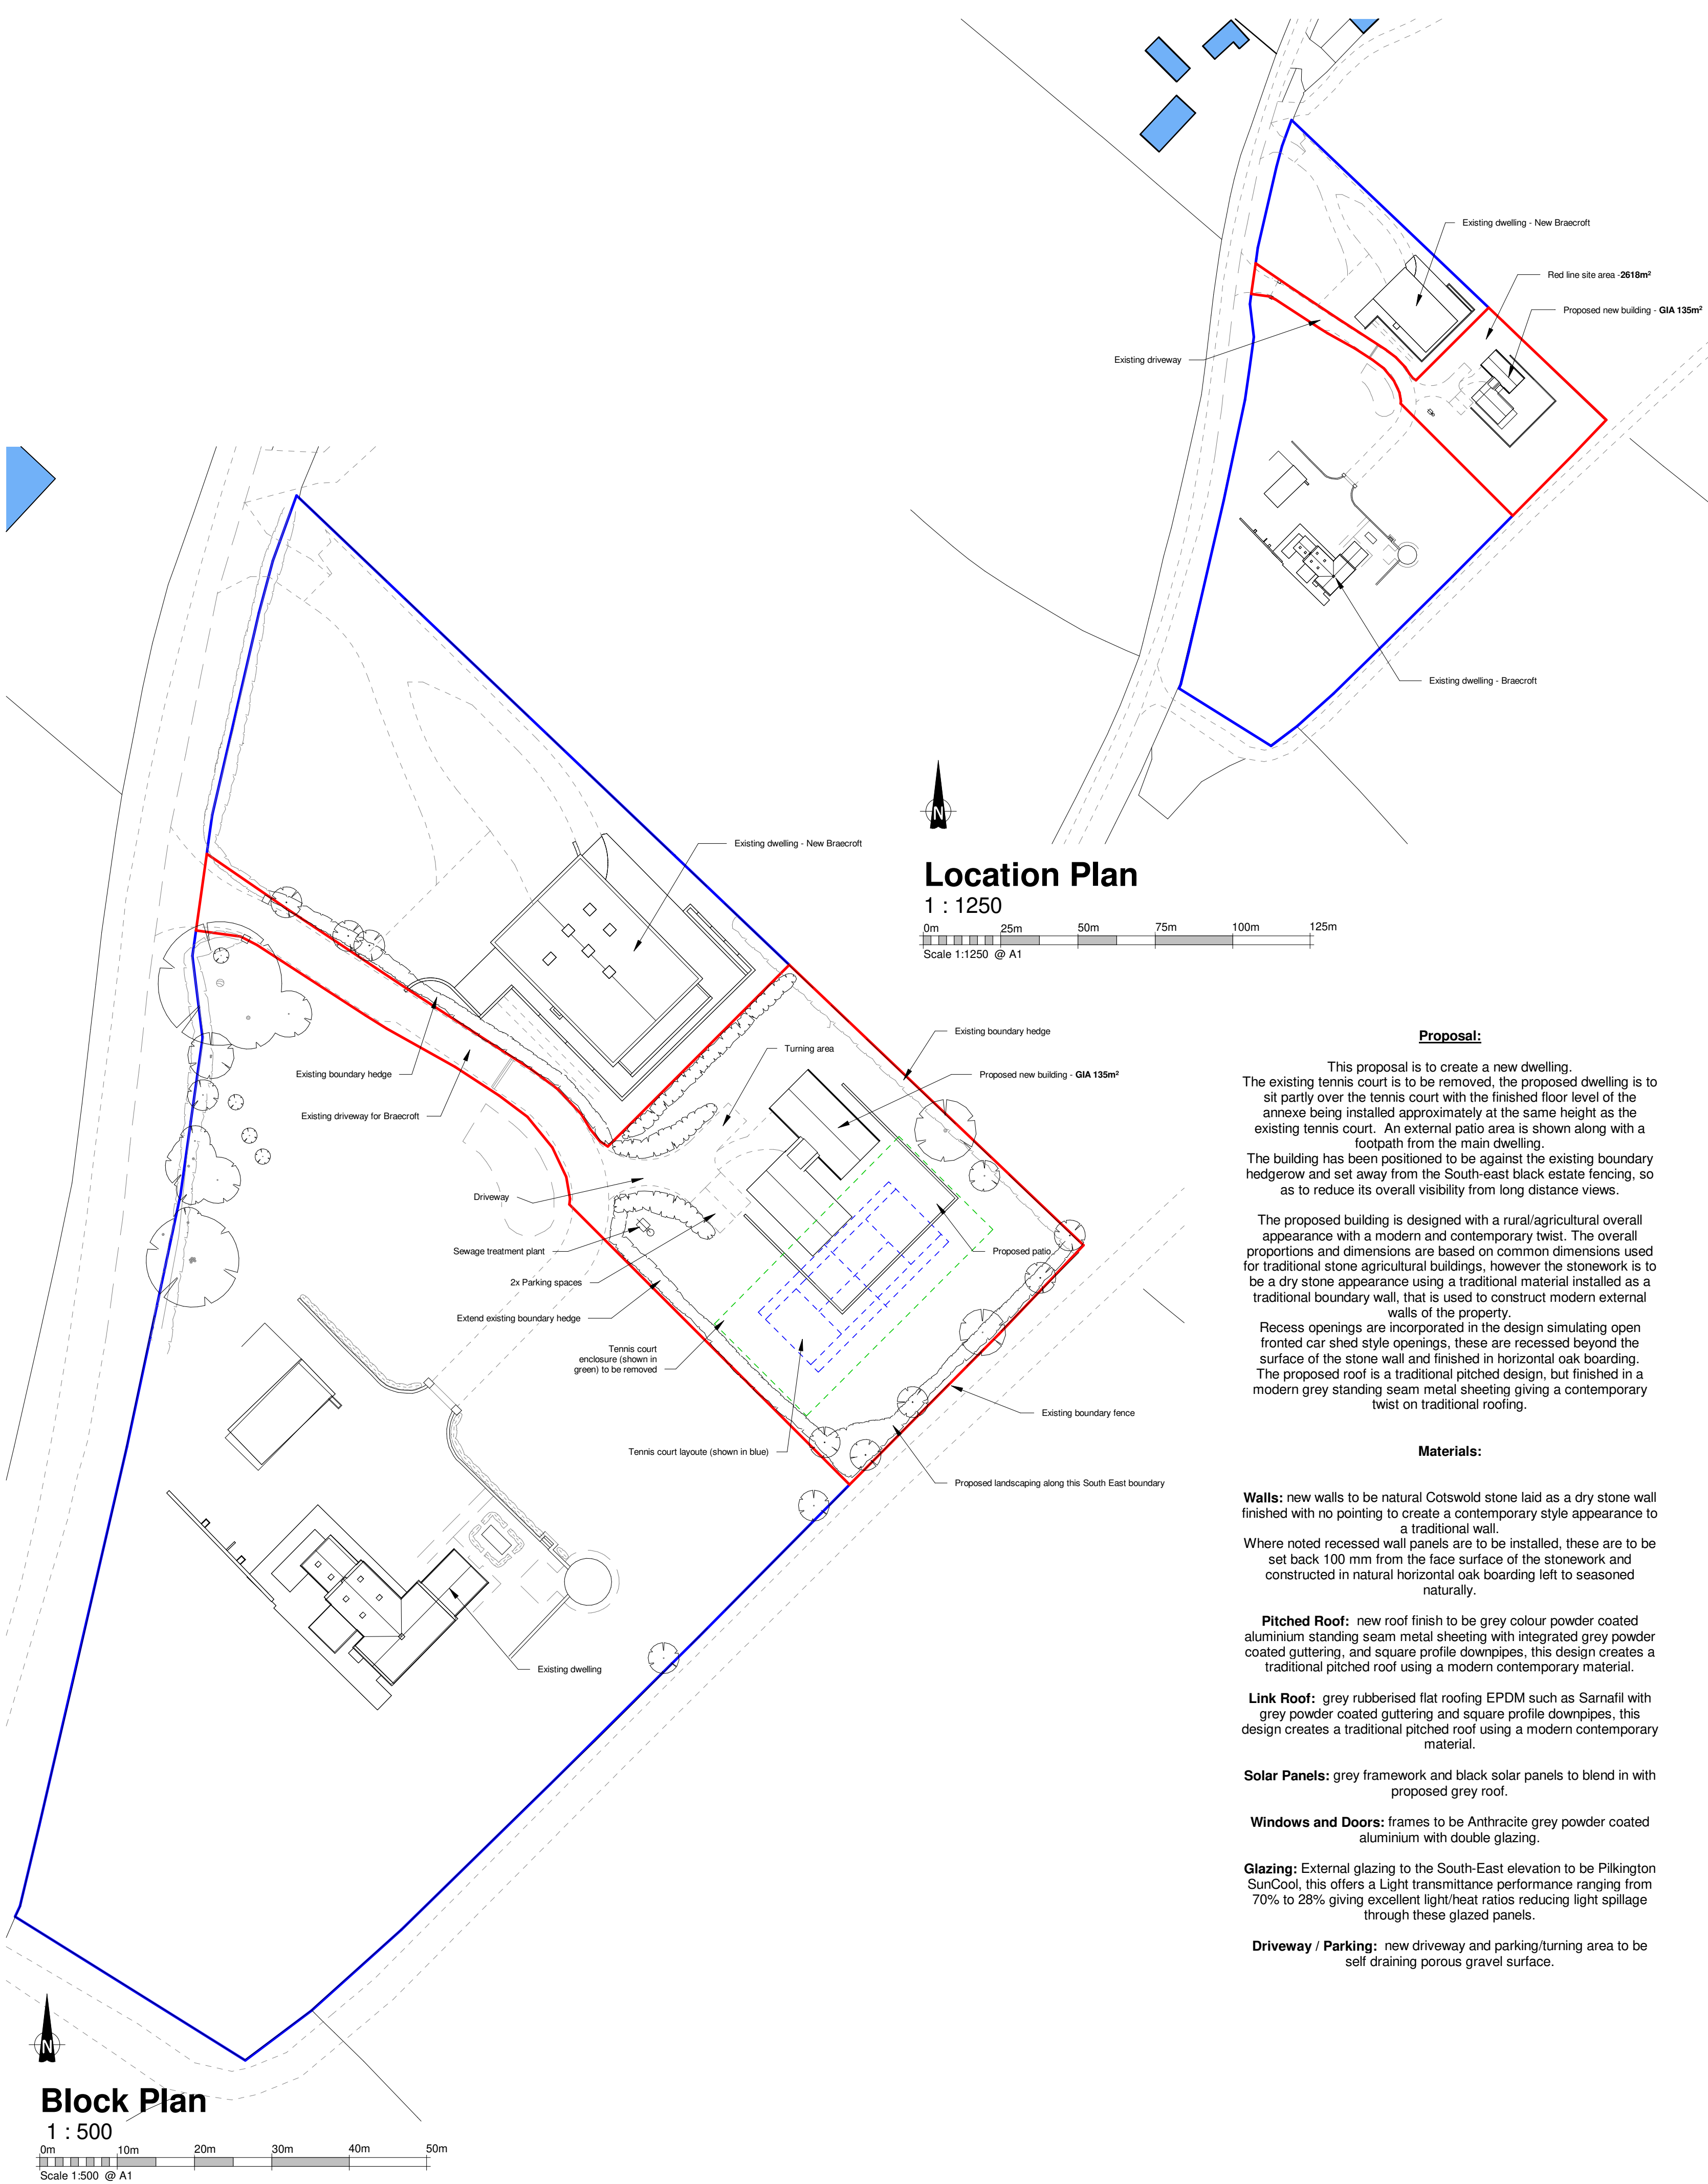 Existing dwelling - New Braecroft
Red line site area -2618m²
Proposed new building - GIA 135m²
Existing driveway
Existing dwelling - Braecroft
N
Location Plan
1 : 1250
0m 25m 50m 75m 100m 125m
Scale 1:1250 @ A1
Existing dwelling - New Braecroft
Existing boundary hedge
Turning area
Proposed new building - GIA 135m²
Existing boundary hedge
Existing driveway for Braecroft
Driveway
Sewage treatment plant
Proposed patio
2x Parking spaces
Extend existing boundary hedge
Tennis court
enclosure (shown in
green) to be removed
Existing boundary fence
Tennis court layoute (shown in blue)
Proposed landscaping along this South East boundary
Existing dwelling
N
Block Plan
1 : 500
0m 10m 20m 30m 40m 50m
Scale 1:500 @ A1
Proposal:
This proposal is to create a new dwelling.
The existing tennis court is to be removed, the proposed dwelling is to
sit partly over the tennis court with the finished floor level of the
annexe being installed approximately at the same height as the
existing tennis court. An external patio area is shown along with a
footpath from the main dwelling.
The building has been positioned to be against the existing boundary
hedgerow and set away from the South-east black estate fencing, so
as to reduce its overall visibility from long distance views.
The proposed building is designed with a rural/agricultural overall
appearance with a modern and contemporary twist. The overall
proportions and dimensions are based on common dimensions used
for traditional stone agricultural buildings, however the stonework is to
be a dry stone appearance using a traditional material installed as a
traditional boundary wall, that is used to construct modern external
walls of the property.
Recess openings are incorporated in the design simulating open
fronted car shed style openings, these are recessed beyond the
surface of the stone wall and finished in horizontal oak boarding.
The proposed roof is a traditional pitched design, but finished in a
modern grey standing seam metal sheeting giving a contemporary
twist on traditional roofing.
Materials:
Walls: new walls to be natural Cotswold stone laid as a dry stone wall
finished with no pointing to create a contemporary style appearance to
a traditional wall.
Where noted recessed wall panels are to be installed, these are to be
set back 100 mm from the face surface of the stonework and
constructed in natural horizontal oak boarding left to seasoned
naturally.
Pitched Roof: new roof finish to be grey colour powder coated
aluminium standing seam metal sheeting with integrated grey powder
coated guttering, and square profile downpipes, this design creates a
traditional pitched roof using a modern contemporary material.
Link Roof: grey rubberised flat roofing EPDM such as Sarnafil with
grey powder coated guttering and square profile downpipes, this
design creates a traditional pitched roof using a modern contemporary
material.
Solar Panels: grey framework and black solar panels to blend in with
proposed grey roof.
Windows and Doors: frames to be Anthracite grey powder coated
aluminium with double glazing.
Glazing: External glazing to the South-East elevation to be Pilkington
SunCool, this offers a Light transmittance performance ranging from
70% to 28% giving excellent light/heat ratios reducing light spillage
through these glazed panels.
Driveway / Parking: new driveway and parking/turning area to be
self draining porous gravel surface.